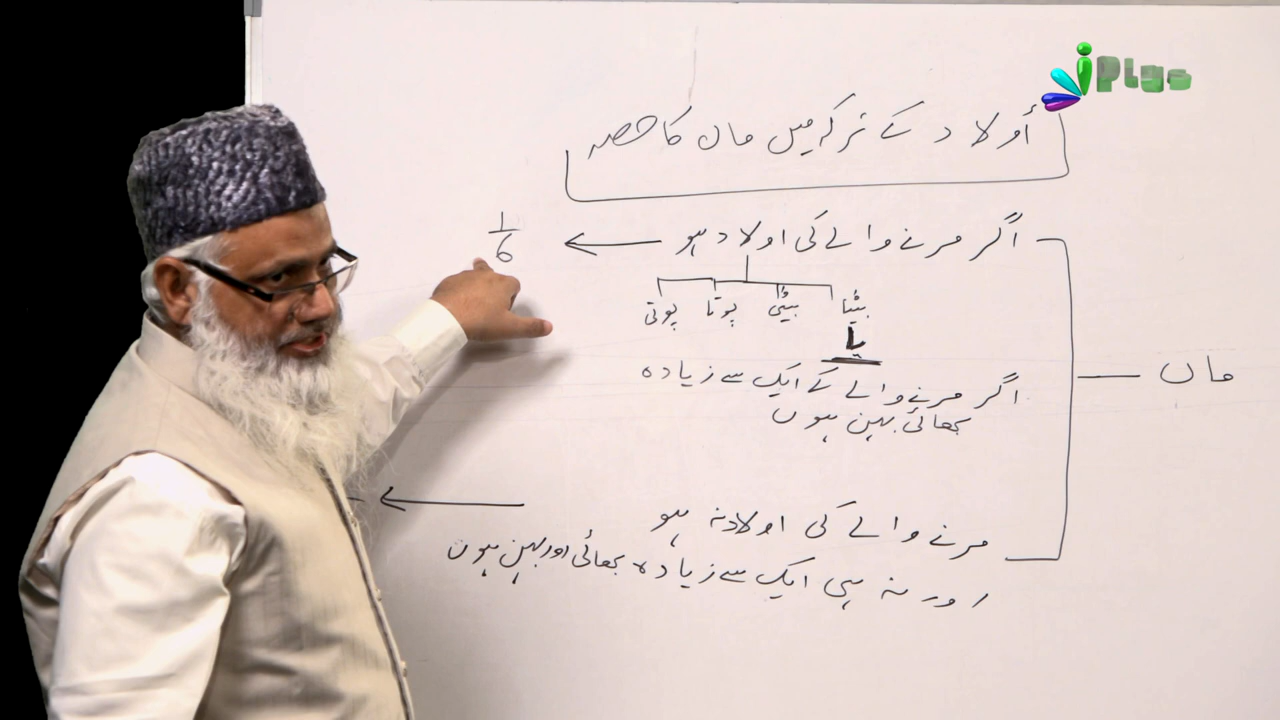 iPlus
أولاد کے ترکہ میں ماں کا حصہ
اگر مرنے والے کی اولاد ہو
1/6
بیٹا بیٹی پوتا پوتی
یا
ماں
اگر مرنے والے کے ایک سے زیادہ
بھائی بہن ہوں
مرنے والے کی اولاد نہ ہو
اور نہ ہی ایک سے زیادہ بھائی اور بہن ہوں